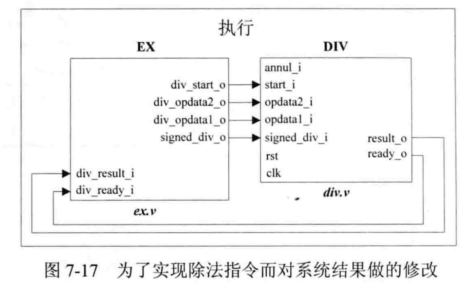 执行
EX
DIV
annul_i
div_start_o
start_i
div_opdata2_o
opdata2_i
div_opdata1_o
opdata1_i
signed_div_o
signed_div_i
result_o
rst
ready_o
div_result_i
clk
div_ready_i
ex.v
div.v
图 7-17 为了实现除法指令而对系统结果做的修改